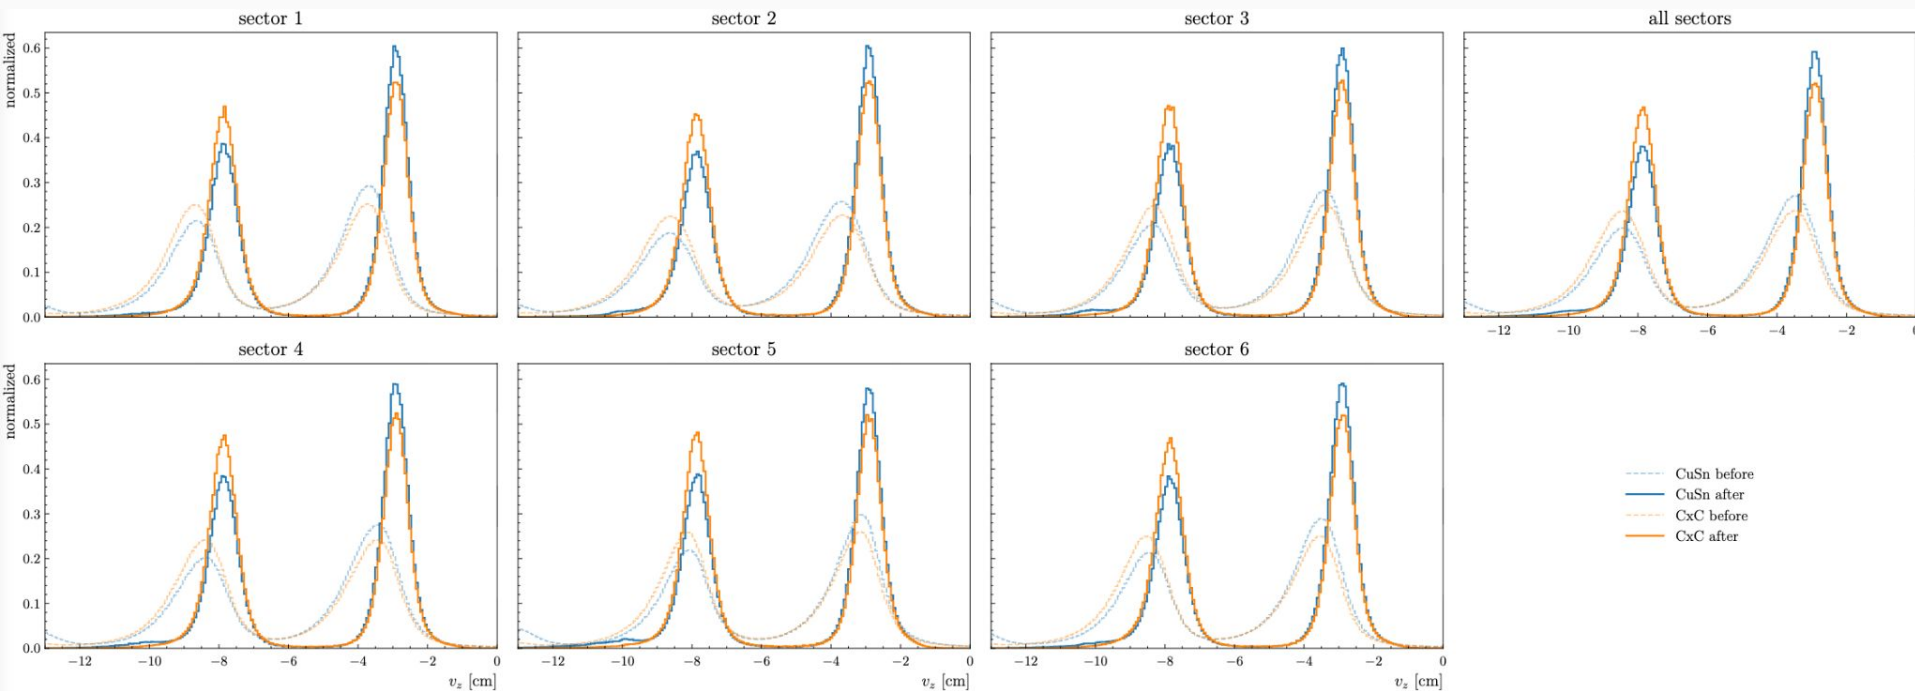 sector 1
sector 2
sector 3
all sectors
normalized
0.6
0.5
0.4
0.3
0.2
0.1
0.0
−12
−10
−8
−6
−4
−2
sector 4
sector 5
sector 6
normalized
0.6
0.5
0.4
0.3
0.2
0.1
0.0
CuSn before
CuSn after
CxC before
CxC after
−12
−10
−8
−6
−4
−2
0
−12
−10
−8
−6
−4
−2
0
−12
−10
−8
−6
−4
−2
0
v_z [cm]
v_z [cm]
v_z [cm]